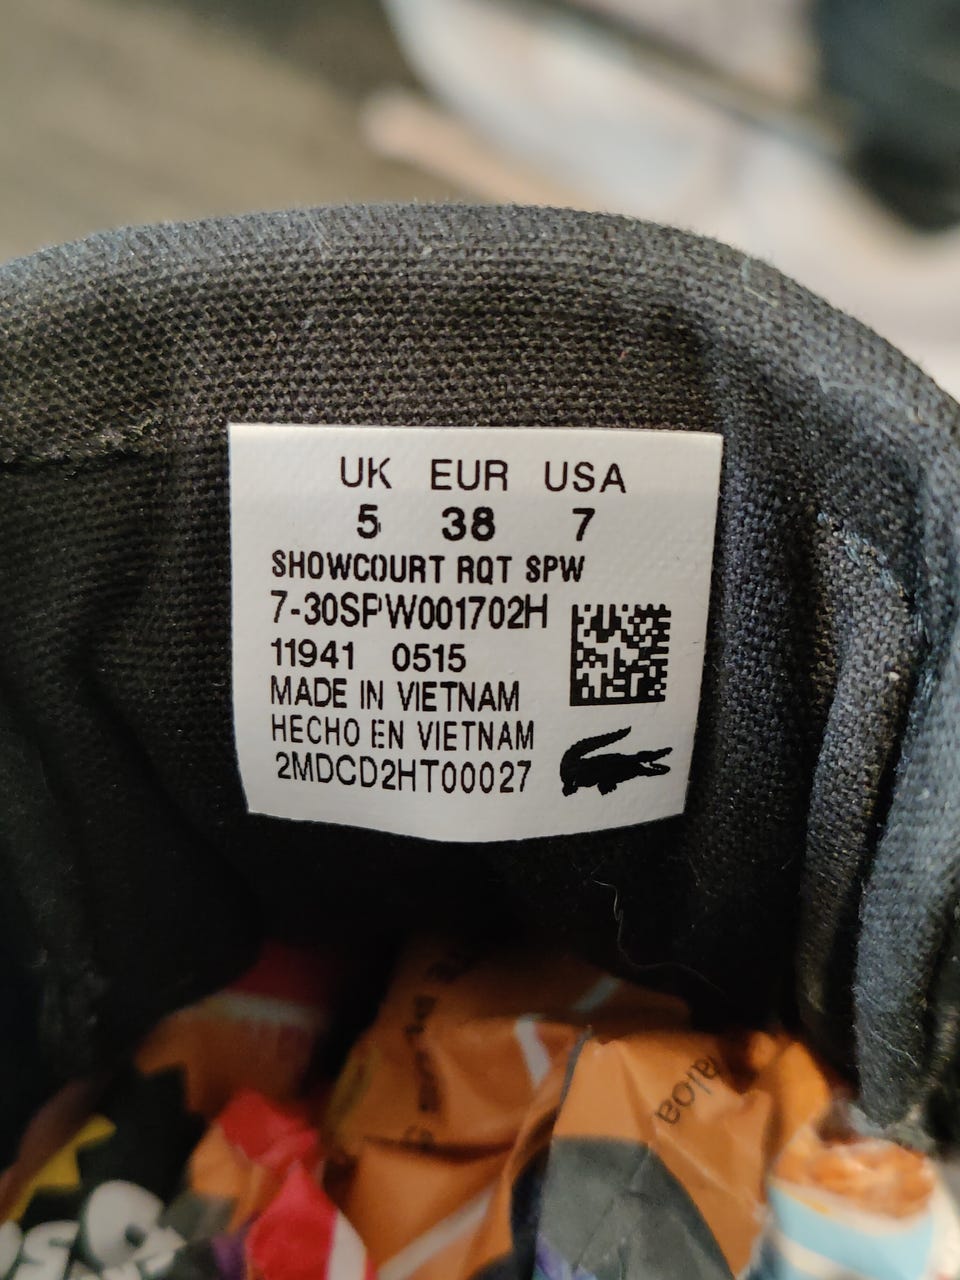 UK EUR USA
5 38 7
SHOWCOURT RQT SPW
7-30SPW001702H
11941 0515
MADE IN VIETNAM
HECHO EN VIETNAM
2MDCD2HT00027